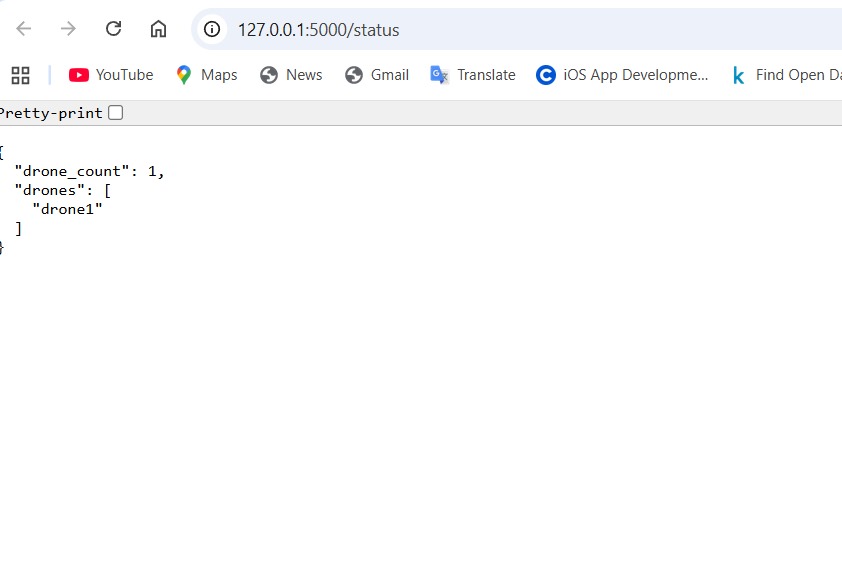 127.0.0.1:5000/status
YouTube Maps News Gmail Translate iOS App Developme... Find Open Da
Pretty-print
{
"drone_count": 1,
"drones": [
"drone1"
]
}